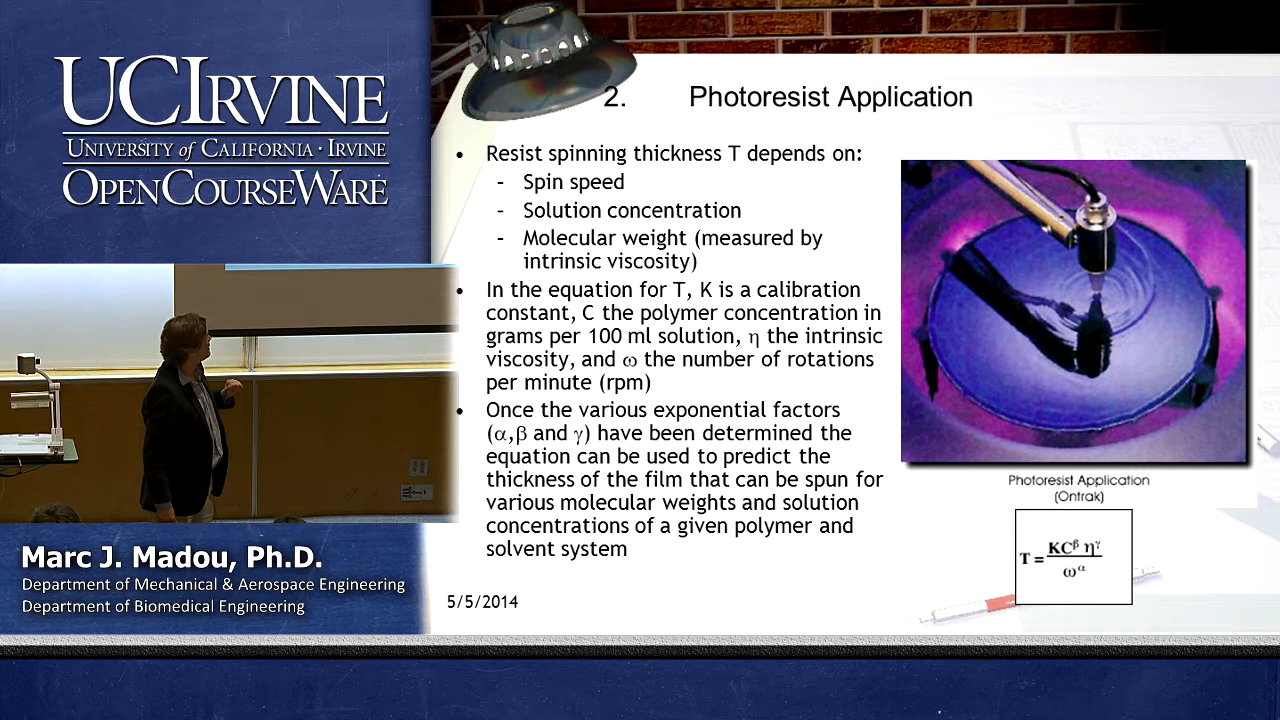 UCIRVINE
UNIVERSITY of CALIFORNIA · IRVINE
OPENCOURSEWARE
2. Photoresist Application
• Resist spinning thickness T depends on:
– Spin speed
– Solution concentration
– Molecular weight (measured by
intrinsic viscosity)
• In the equation for T, K is a calibration
constant, C the polymer concentration in
grams per 100 ml solution, η the intrinsic
viscosity, and ω the number of rotations
per minute (rpm)
• Once the various exponential factors
(α,β and γ) have been determined the
equation can be used to predict the
thickness of the film that can be spun for
various molecular weights and solution
concentrations of a given polymer and
solvent system
Photoresist Application
(Ontrak)
T = KC^β η^γ / ω^α
5/5/2014
Marc J. Madou, Ph.D.
Department of Mechanical & Aerospace Engineering
Department of Biomedical Engineering